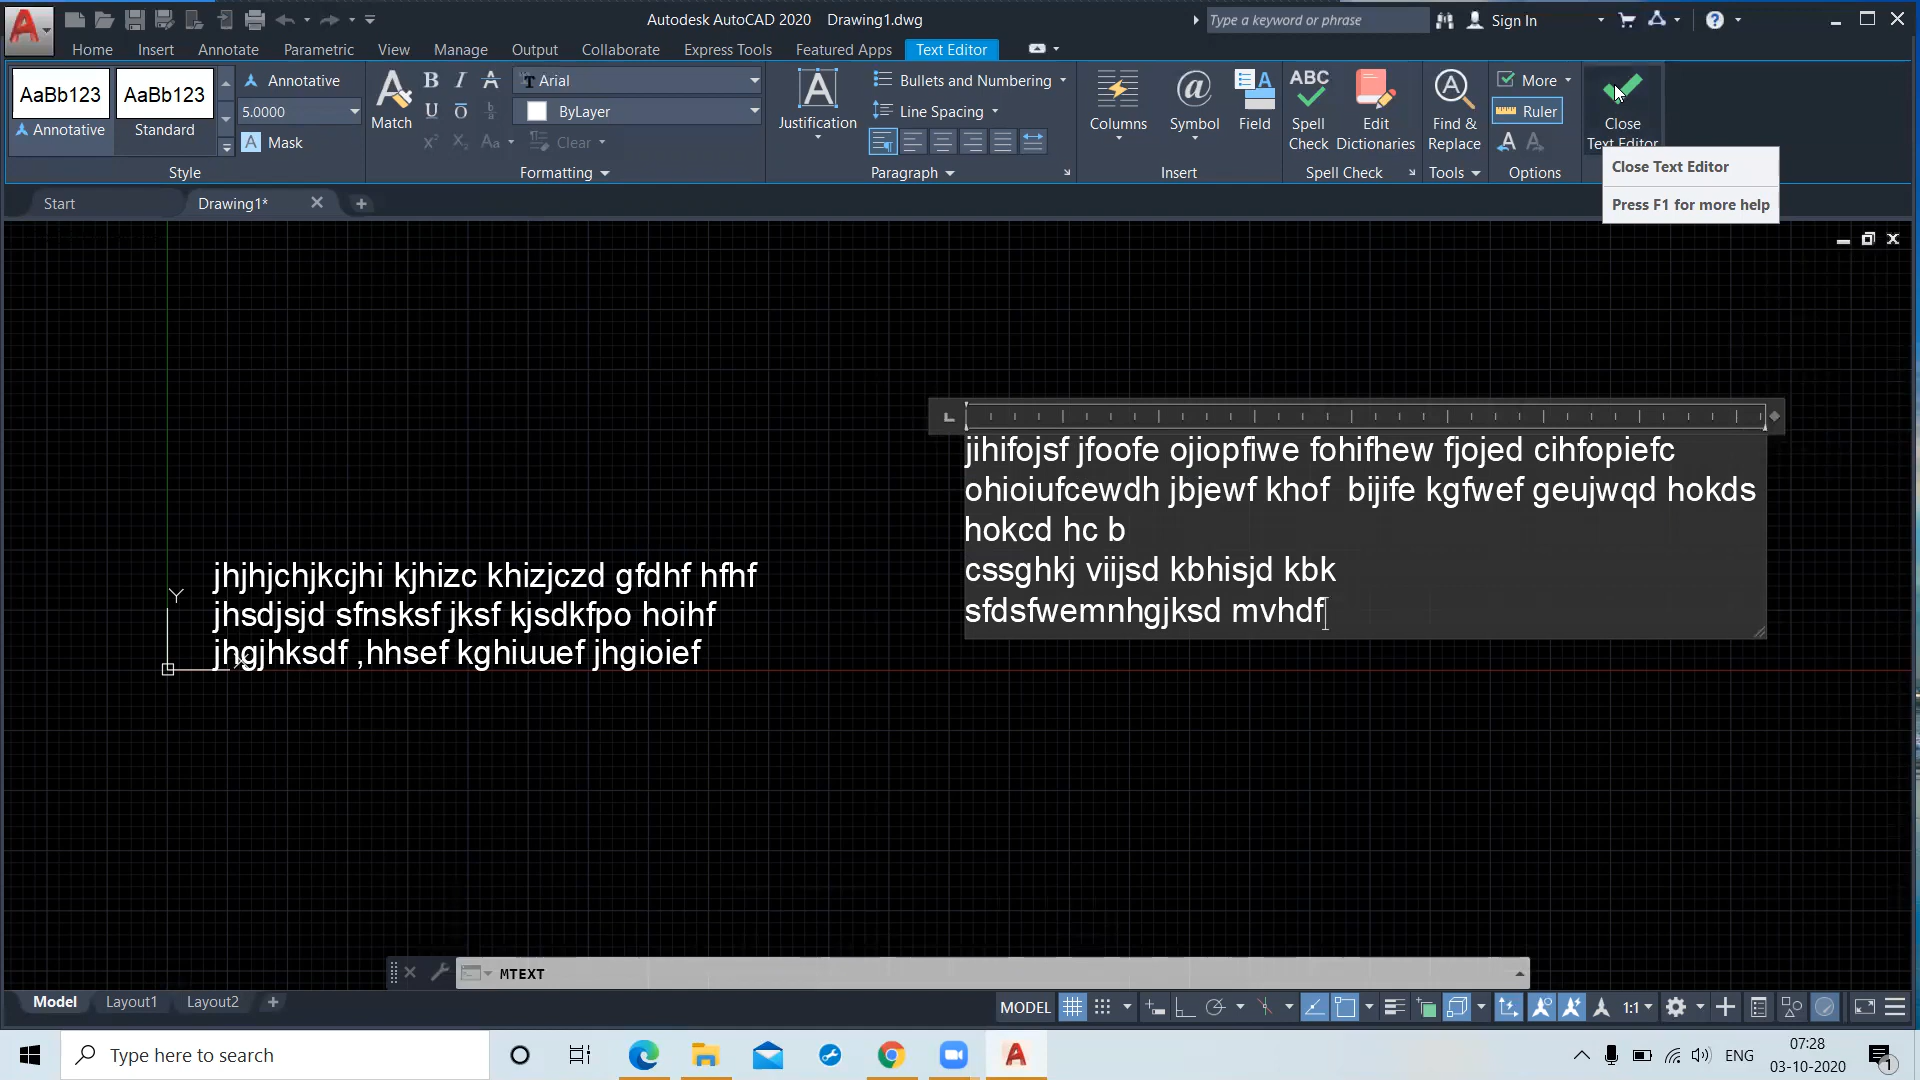 Autodesk AutoCAD 2020 Drawing1.dwg
Type a keyword or phrase
Sign In
Home Insert Annotate Parametric View Manage Output Collaborate Express Tools Featured Apps Text Editor
AaBb123 AaBb123
Annotative Standard
Annotative
5.0000
Mask
Style
Match
B I A
U O
Arial
ByLayer
Aa
Clear
Formatting
Justification
Bullets and Numbering
Line Spacing
Paragraph
Columns
@
Symbol
Field
Insert
ABC
Spell
Check
Edit
Dictionaries
Spell Check
Find &
Replace
Tools
More
Ruler
Options
Close
Text Editor
Close Text Editor
Press F1 for more help
Start
Drawing1*
jihifojsf jfoofe ojiopfiwe fohifhew fjojed cihfopiefc
ohioiufcewdh jbjewf khof bijife kgfwef geujwqd hokds
hokcd hc b
cssghkj viijsd kbhisjd kbk
sfdsfwemnhgjksd mvhdf
jhjhjchjkcjhi kjhizc khizjczd gfdhf hfhf
jhsdjsjd sfnsksf jksf kjsdkfpo hoihf
jhgjhksdf ,hhsef kghiuuef jhgioief
Y
X
MTEXT
Model Layout1 Layout2
MODEL
1:1
Type here to search
ENG
07:28
03-10-2020
1